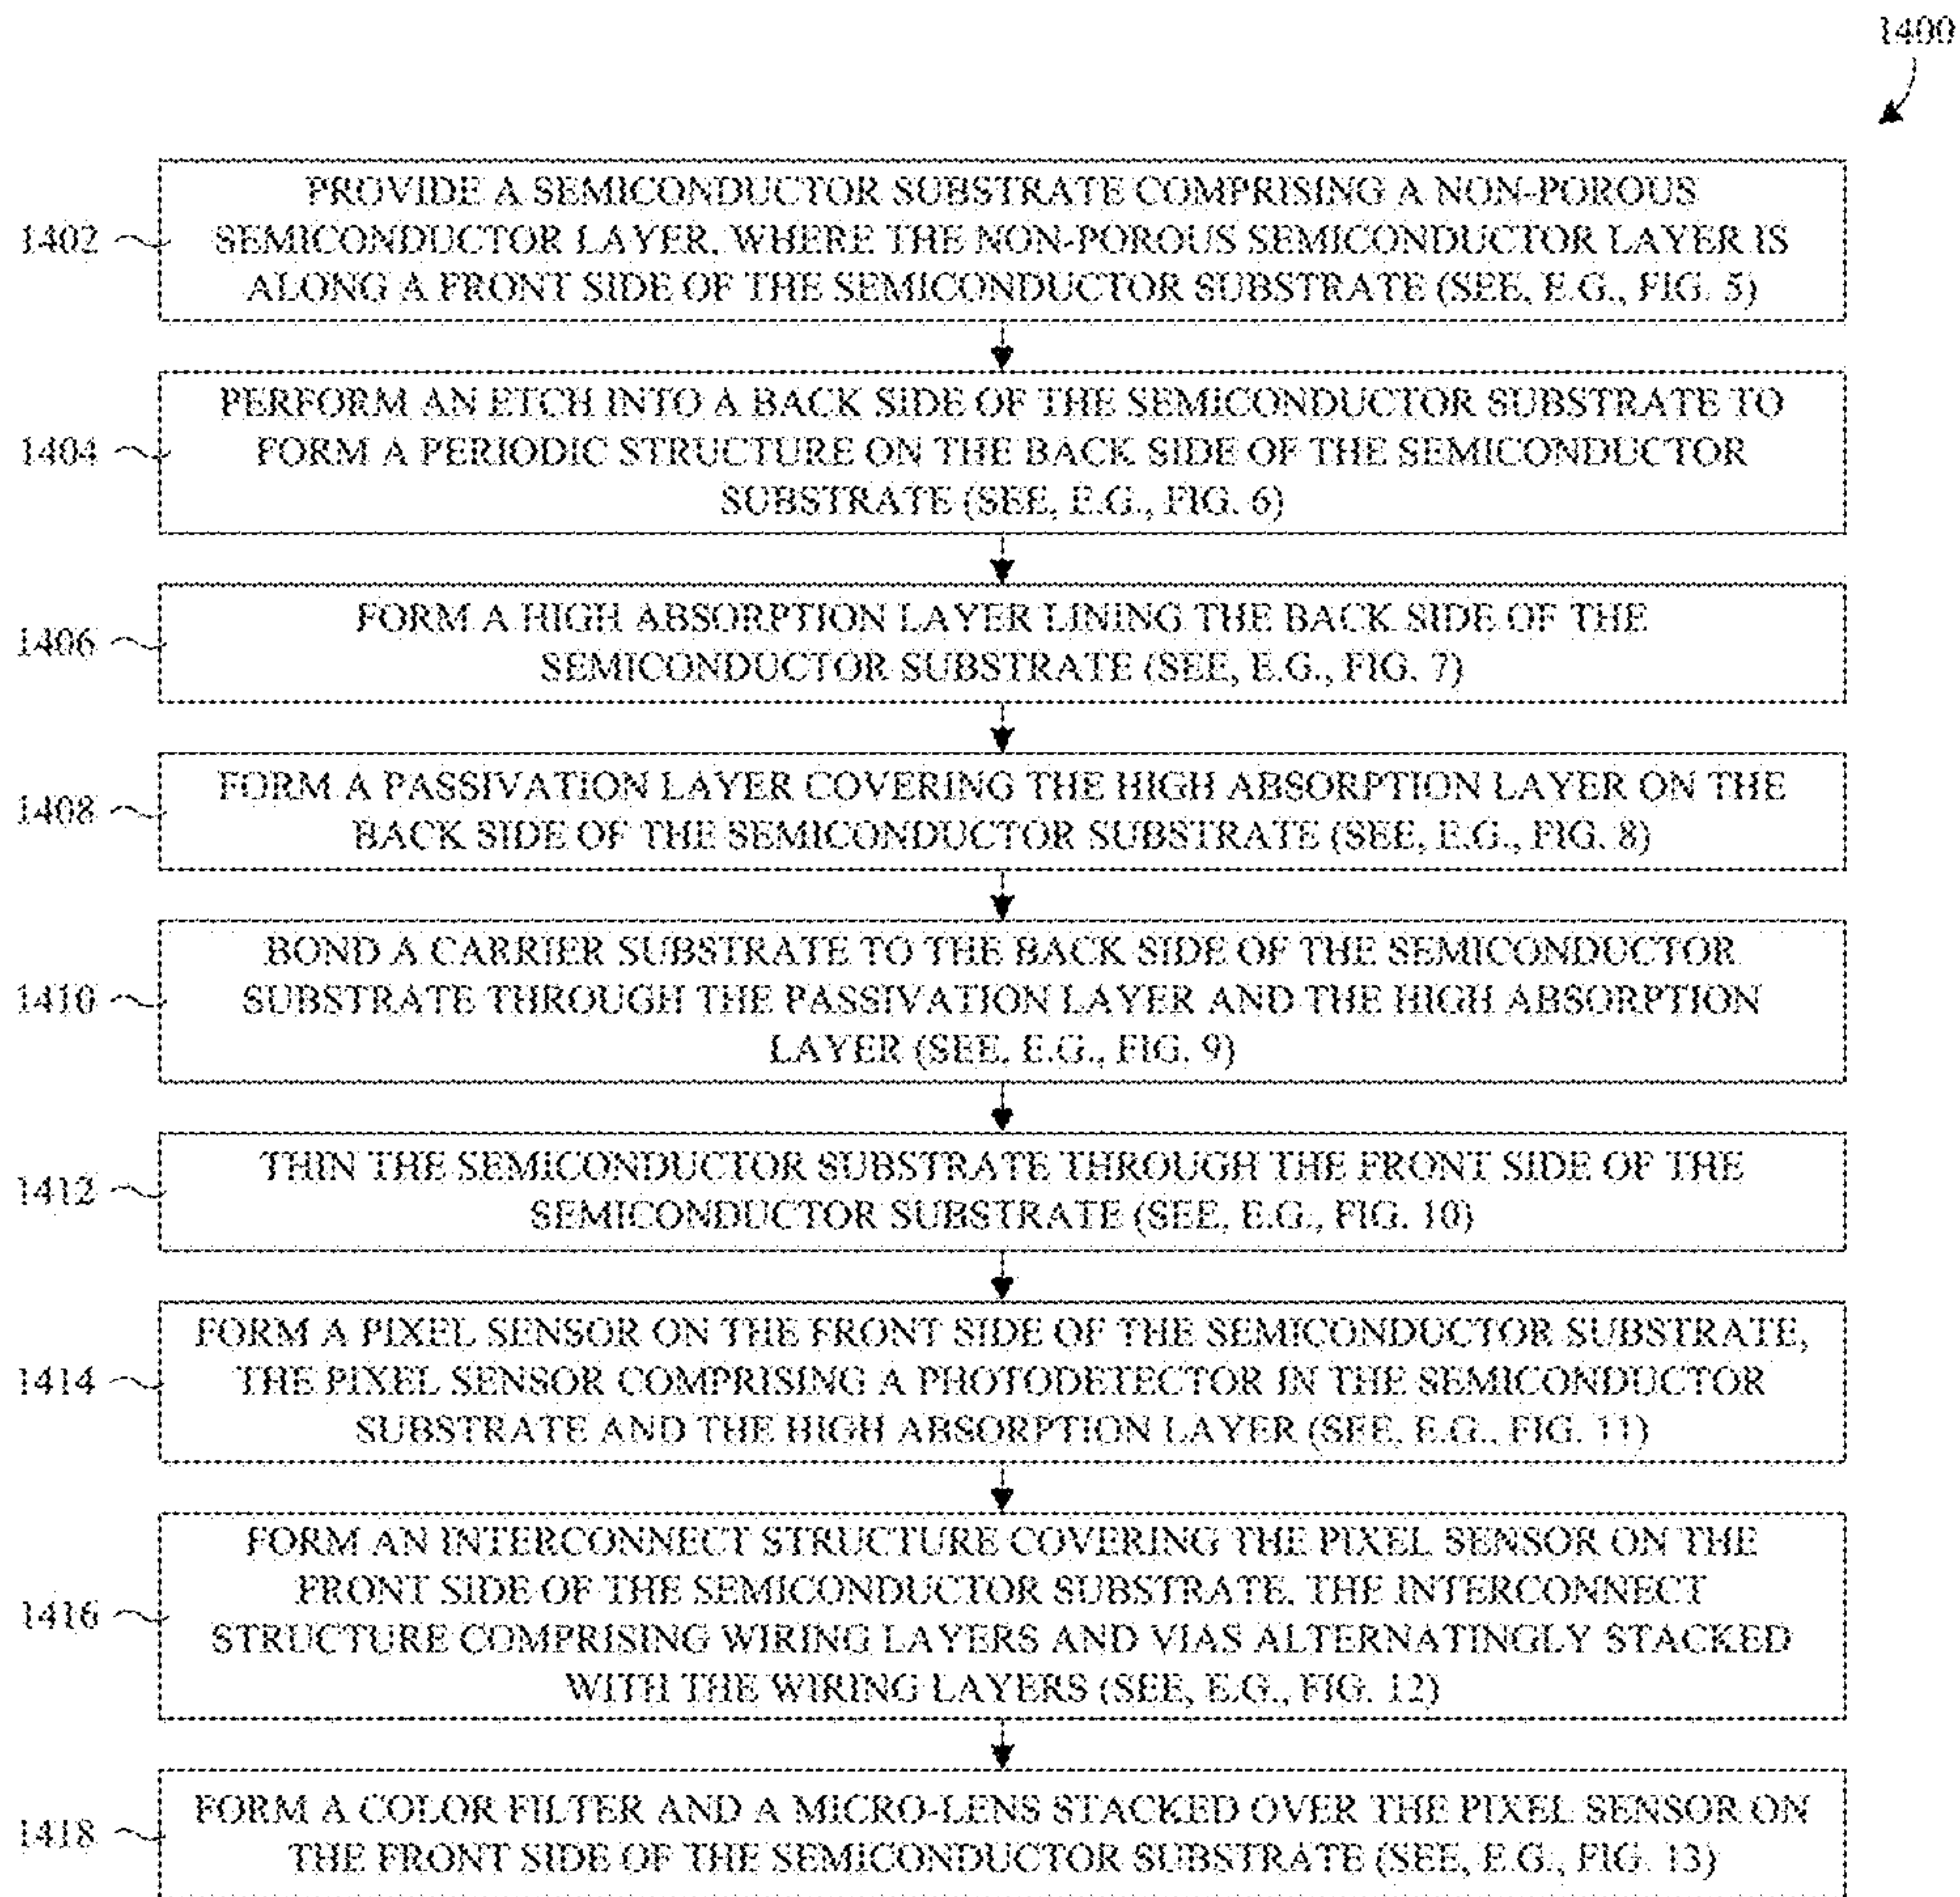 1400
1402
PROVIDE A SEMICONDUCTOR SUBSTRATE COMPRISING A NON-POROUS
SEMICONDUCTOR LAYER, WHERE THE NON-POROUS SEMICONDUCTOR LAYER IS
ALONG A FRONT SIDE OF THE SEMICONDUCTOR SUBSTRATE (SEE, E.G., FIG. 5)
1404
PERFORM AN ETCH INTO A BACK SIDE OF THE SEMICONDUCTOR SUBSTRATE TO
FORM A PERIODIC STRUCTURE ON THE BACK SIDE OF THE SEMICONDUCTOR
SUBSTRATE (SEE, E.G., FIG. 6)
1406
FORM A HIGH ABSORPTION LAYER LINING THE BACK SIDE OF THE
SEMICONDUCTOR SUBSTRATE (SEE, E.G., FIG. 7)
1408
FORM A PASSIVATION LAYER COVERING THE HIGH ABSORPTION LAYER ON THE
BACK SIDE OF THE SEMICONDUCTOR SUBSTRATE (SEE, E.G., FIG. 8)
1410
BOND A CARRIER SUBSTRATE TO THE BACK SIDE OF THE SEMICONDUCTOR
SUBSTRATE THROUGH THE PASSIVATION LAYER AND THE HIGH ABSORPTION
LAYER (SEE, E.G., FIG. 9)
1412
THIN THE SEMICONDUCTOR SUBSTRATE THROUGH THE FRONT SIDE OF THE
SEMICONDUCTOR SUBSTRATE (SEE, E.G., FIG. 10)
1414
FORM A PIXEL SENSOR ON THE FRONT SIDE OF THE SEMICONDUCTOR SUBSTRATE,
THE PIXEL SENSOR COMPRISING A PHOTODETECTOR IN THE SEMICONDUCTOR
SUBSTRATE AND THE HIGH ABSORPTION LAYER (SEE, E.G., FIG. 11)
1416
FORM AN INTERCONNECT STRUCTURE COVERING THE PIXEL SENSOR ON THE
FRONT SIDE OF THE SEMICONDUCTOR SUBSTRATE, THE INTERCONNECT
STRUCTURE COMPRISING WIRING LAYERS AND VIAS ALTERNATINGLY STACKED
WITH THE WIRING LAYERS (SEE, E.G., FIG. 12)
1418
FORM A COLOR FILTER AND A MICRO-LENS STACKED OVER THE PIXEL SENSOR ON
THE FRONT SIDE OF THE SEMICONDUCTOR SUBSTRATE (SEE, E.G., FIG. 13)